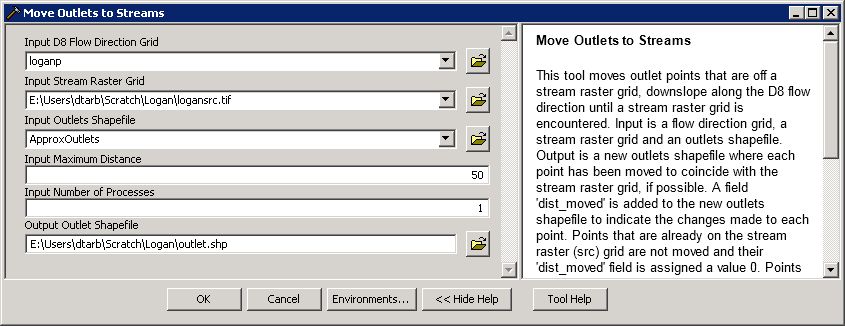 Move Outlets to Streams
Input D8 Flow Direction Grid
loganp
Input Stream Raster Grid
E:\Users\dtarb\Scratch\Logan\logansrc.tif
Input Outlets Shapefile
ApproxOutlets
Input Maximum Distance
50
Input Number of Processes
1
Output Outlet Shapefile
E:\Users\dtarb\Scratch\Logan\outlet.shp
Move Outlets to Streams
This tool moves outlet points that are off a
stream raster grid, downslope along the D8 flow
direction until a stream raster grid is
encountered. Input is a flow direction grid, a
stream raster grid and an outlets shapefile.
Output is a new outlets shapefile where each
point has been moved to coincide with the
stream raster grid, if possible. A field
'dist_moved' is added to the new outlets
shapefile to indicate the changes made to each
point. Points that are already on the stream
raster (src) grid are not moved and their
'dist_moved' field is assigned a value 0. Points
OK
Cancel
Environments...
<< Hide Help
Tool Help